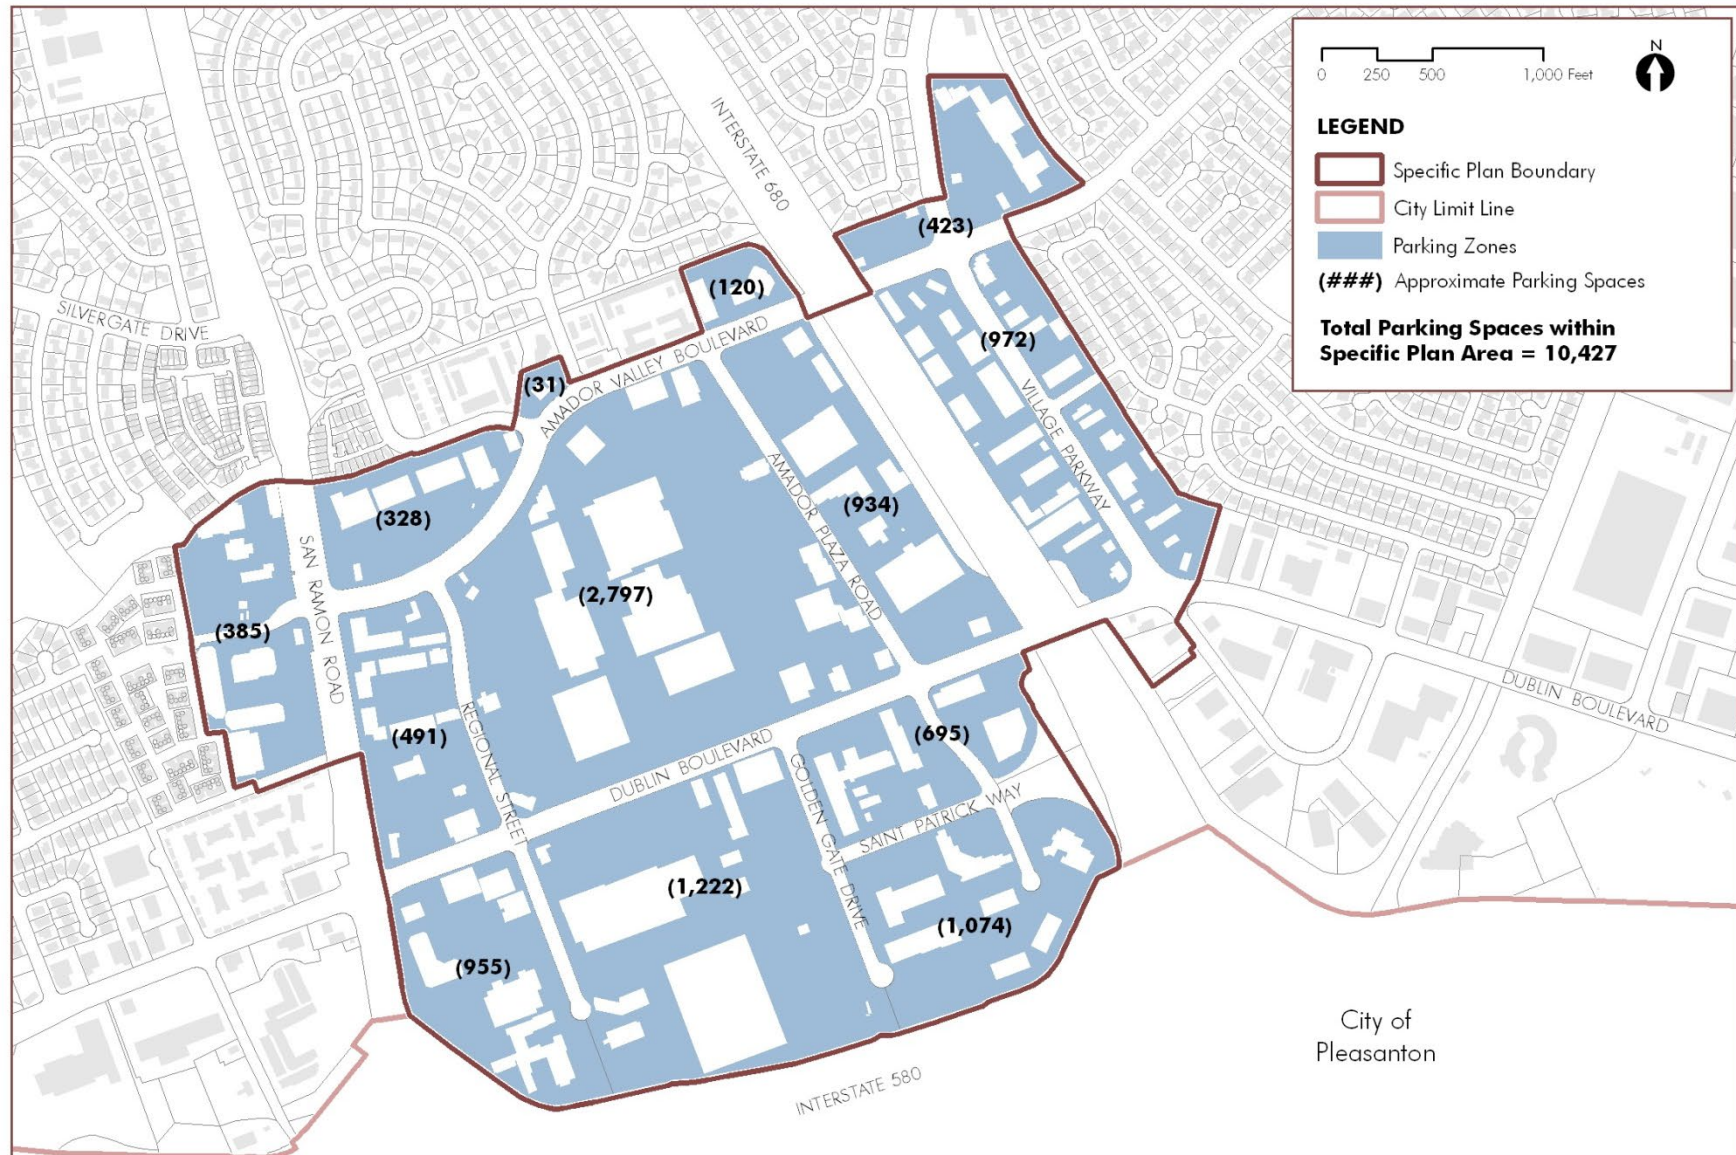 0 250 500 1,000 Feet
N
LEGEND
Specific Plan Boundary
City Limit Line
Parking Zones
(###) Approximate Parking Spaces
Total Parking Spaces within
Specific Plan Area = 10,427
INTERSTATE 680
(423)
(120)
SILVERGATE DRIVE
(972)
(31)
AMADOR VALLEY BOULEVARD
VILLAGE PARKWAY
(328)
AMADOR PLAZA ROAD
(934)
SAN RAMON ROAD
(2,797)
(385)
DUBLIN BOULEVARD
(491)
REGIONAL STREET
DUBLIN BOULEVARD
(695)
GOLDEN GATE DRIVE
SAINT PATRICK WAY
(1,222)
(1,074)
(955)
City of
Pleasanton
INTERSTATE 580